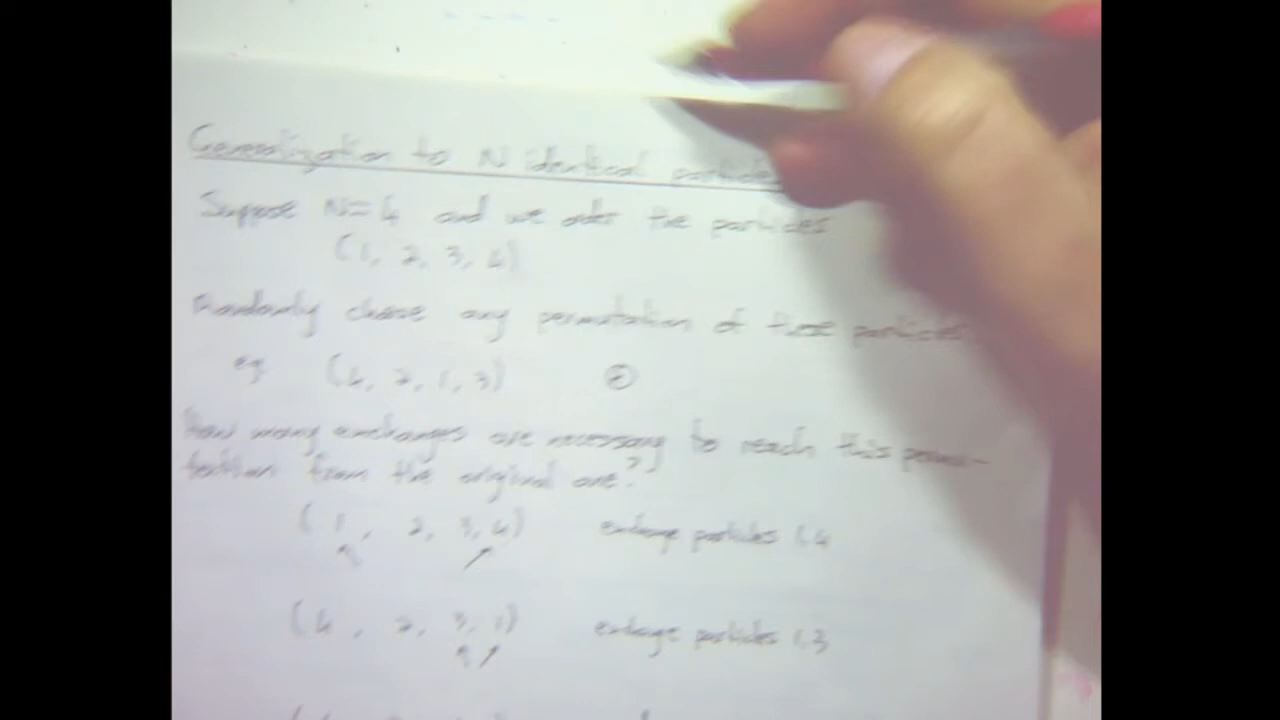 Generalization to N identical particles
Suppose N=4 and we order the particles
(1, 2, 3, 4)
Randomly choose any permutation of these particles
eg (4, 2, 1, 3)
How many exchanges are necessary to reach this permu-
tation from the original one?
(1, 2, 3, 4) exchange particles 1,4
(4, 2, 3, 1) exchange particles 1,3